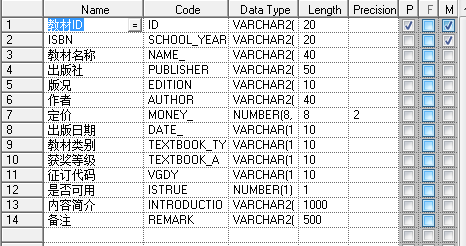 Name Code Data Type Length Precision P F M
1 教材ID = ID VARCHAR2( 20
2 ISBN SCHOOL_YEAR VARCHAR2( 20
3 教材名称 NAME_ VARCHAR2( 40
4 出版社 PUBLISHER VARCHAR2( 50
5 版况 EDITION VARCHAR2( 10
6 作者 AUTHOR VARCHAR2( 40
7 定价 MONEY_ NUMBER(8, 8 2
8 出版日期 DATE_ VARCHAR(1 10
9 教材类别 TEXTBOOK_TY VARCHAR(1 10
10 获奖等级 TEXTBOOK_A VARCHAR(1 10
11 征订代码 VGDY VARCHAR(1 10
12 是否可用 ISTRUE NUMBER(1) 1
13 内容简介 INTRODUCTIO VARCHAR2( 1000
14 备注 REMARK VARCHAR2( 500